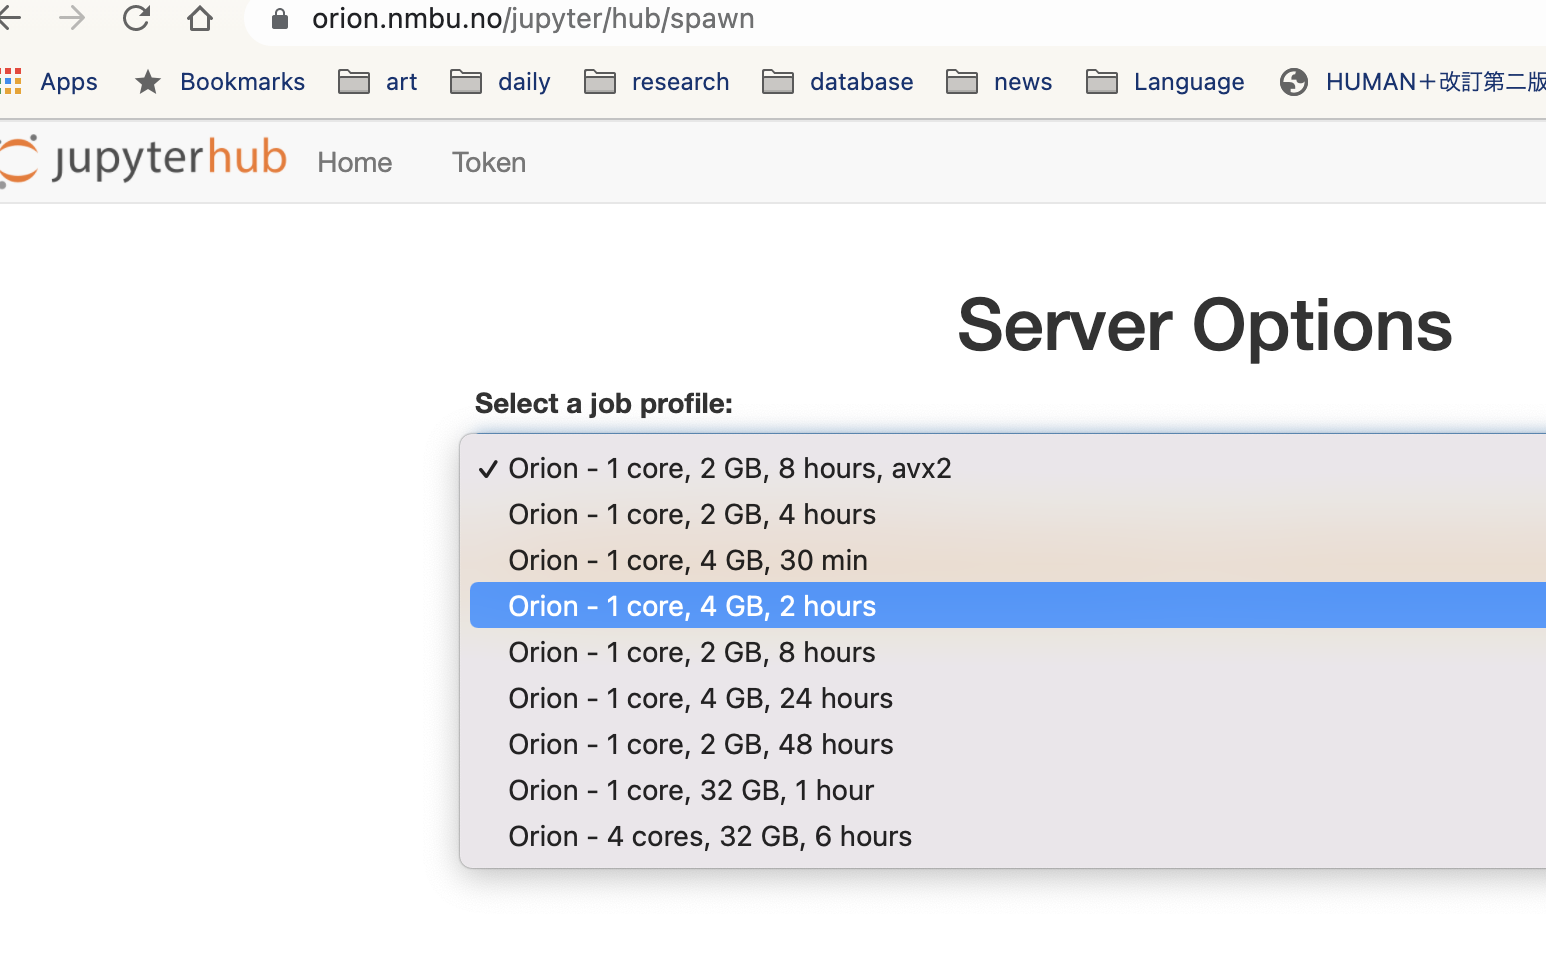 orion.nmbu.no/jupyter/hub/spawn
Apps Bookmarks art daily research database news Language HUMAN＋改訂第二版
jupyterhub Home Token
Server Options
Select a job profile:
✓ Orion - 1 core, 2 GB, 8 hours, avx2
Orion - 1 core, 2 GB, 4 hours
Orion - 1 core, 4 GB, 30 min
Orion - 1 core, 4 GB, 2 hours
Orion - 1 core, 2 GB, 8 hours
Orion - 1 core, 4 GB, 24 hours
Orion - 1 core, 2 GB, 48 hours
Orion - 1 core, 32 GB, 1 hour
Orion - 4 cores, 32 GB, 6 hours